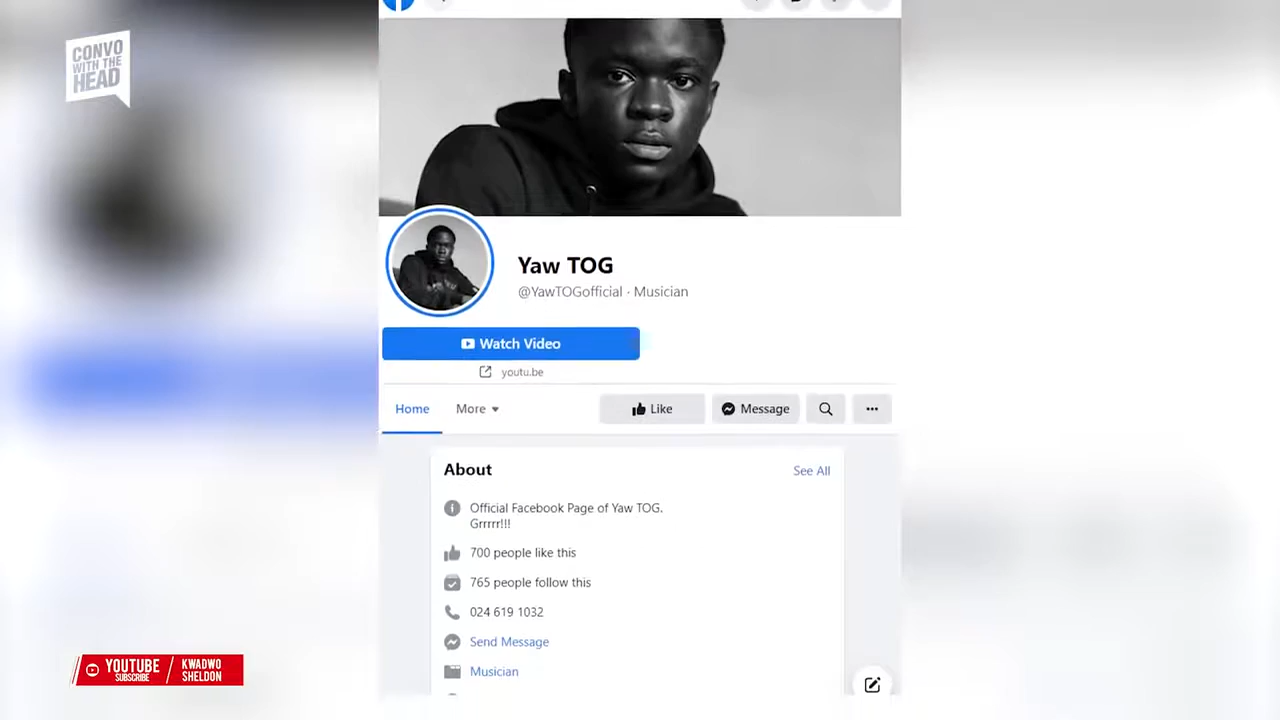 CONVO
WITH THE
HEAD
Yaw TOG
@YawTOGofficial · Musician
Watch Video
youtu.be
Home
More
Like
Message
About
See All
Official Facebook Page of Yaw TOG.
Grrrrr!!!
700 people like this
765 people follow this
024 619 1032
Send Message
Musician
YOUTUBE
SUBSCRIBE
KWADWO
SHELDON